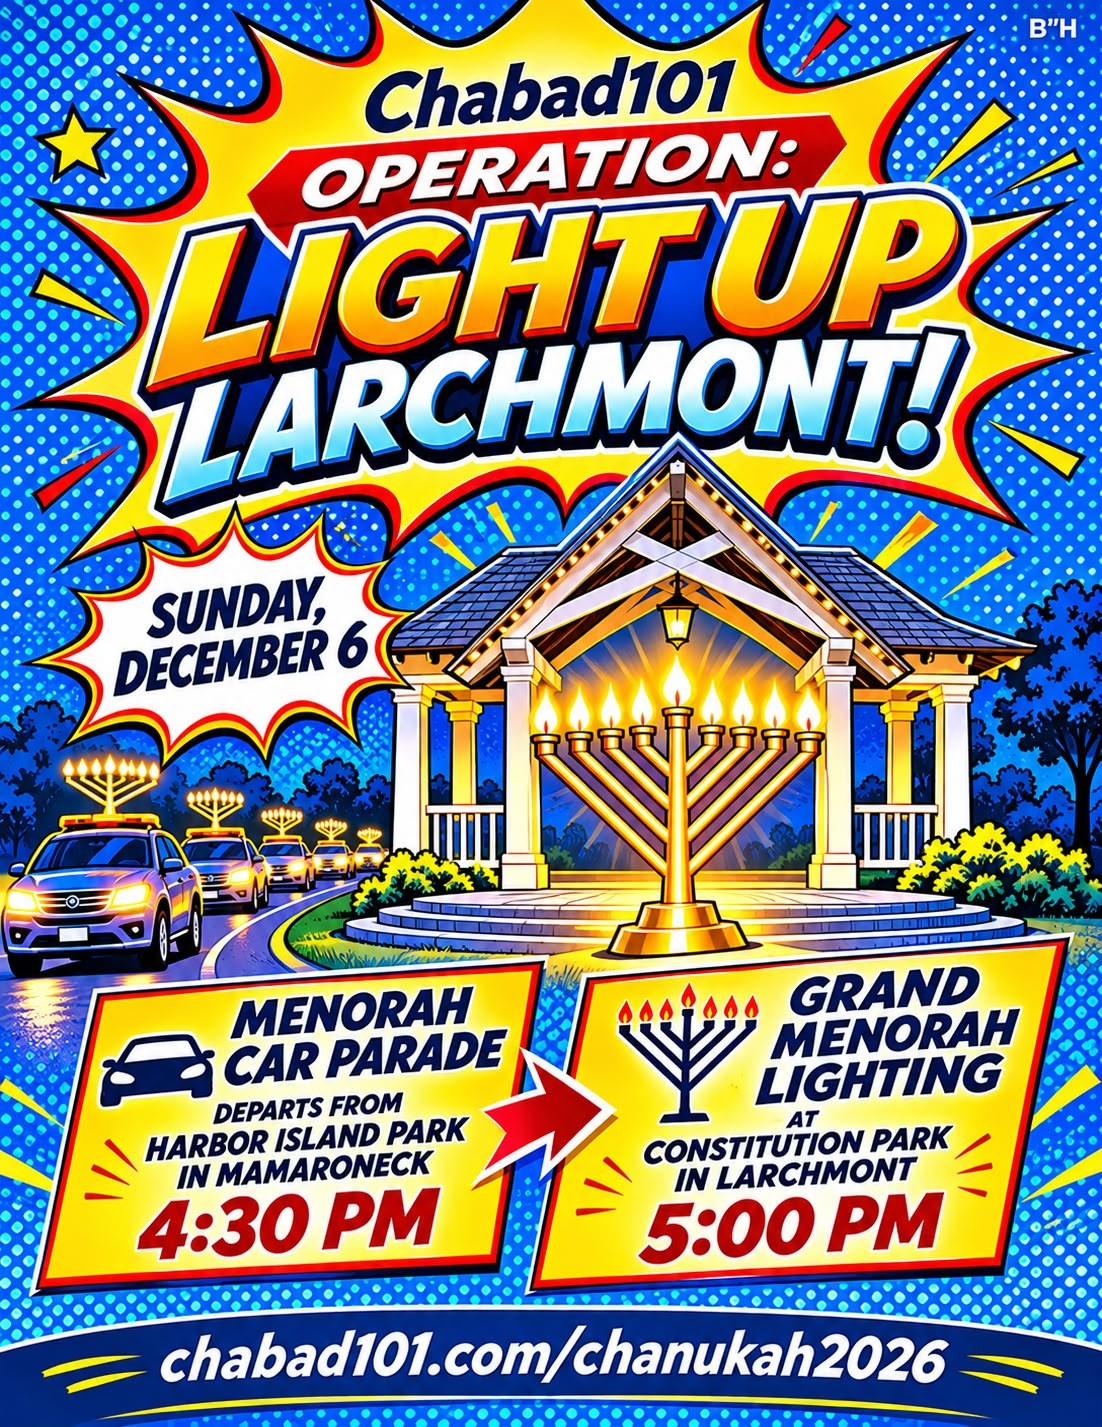 B"H
Chabad101
OPERATION:
LIGHT UP
LARCHMONT!
SUNDAY,
DECEMBER 6
MENORAH
CAR PARADE
DEPARTS FROM
HARBOR ISLAND PARK
IN MAMARONECK
4:30 PM
GRAND
MENORAH
LIGHTING
AT
CONSTITUTION PARK
IN LARCHMONT
5:00 PM
chabad101.com/chanukah2026